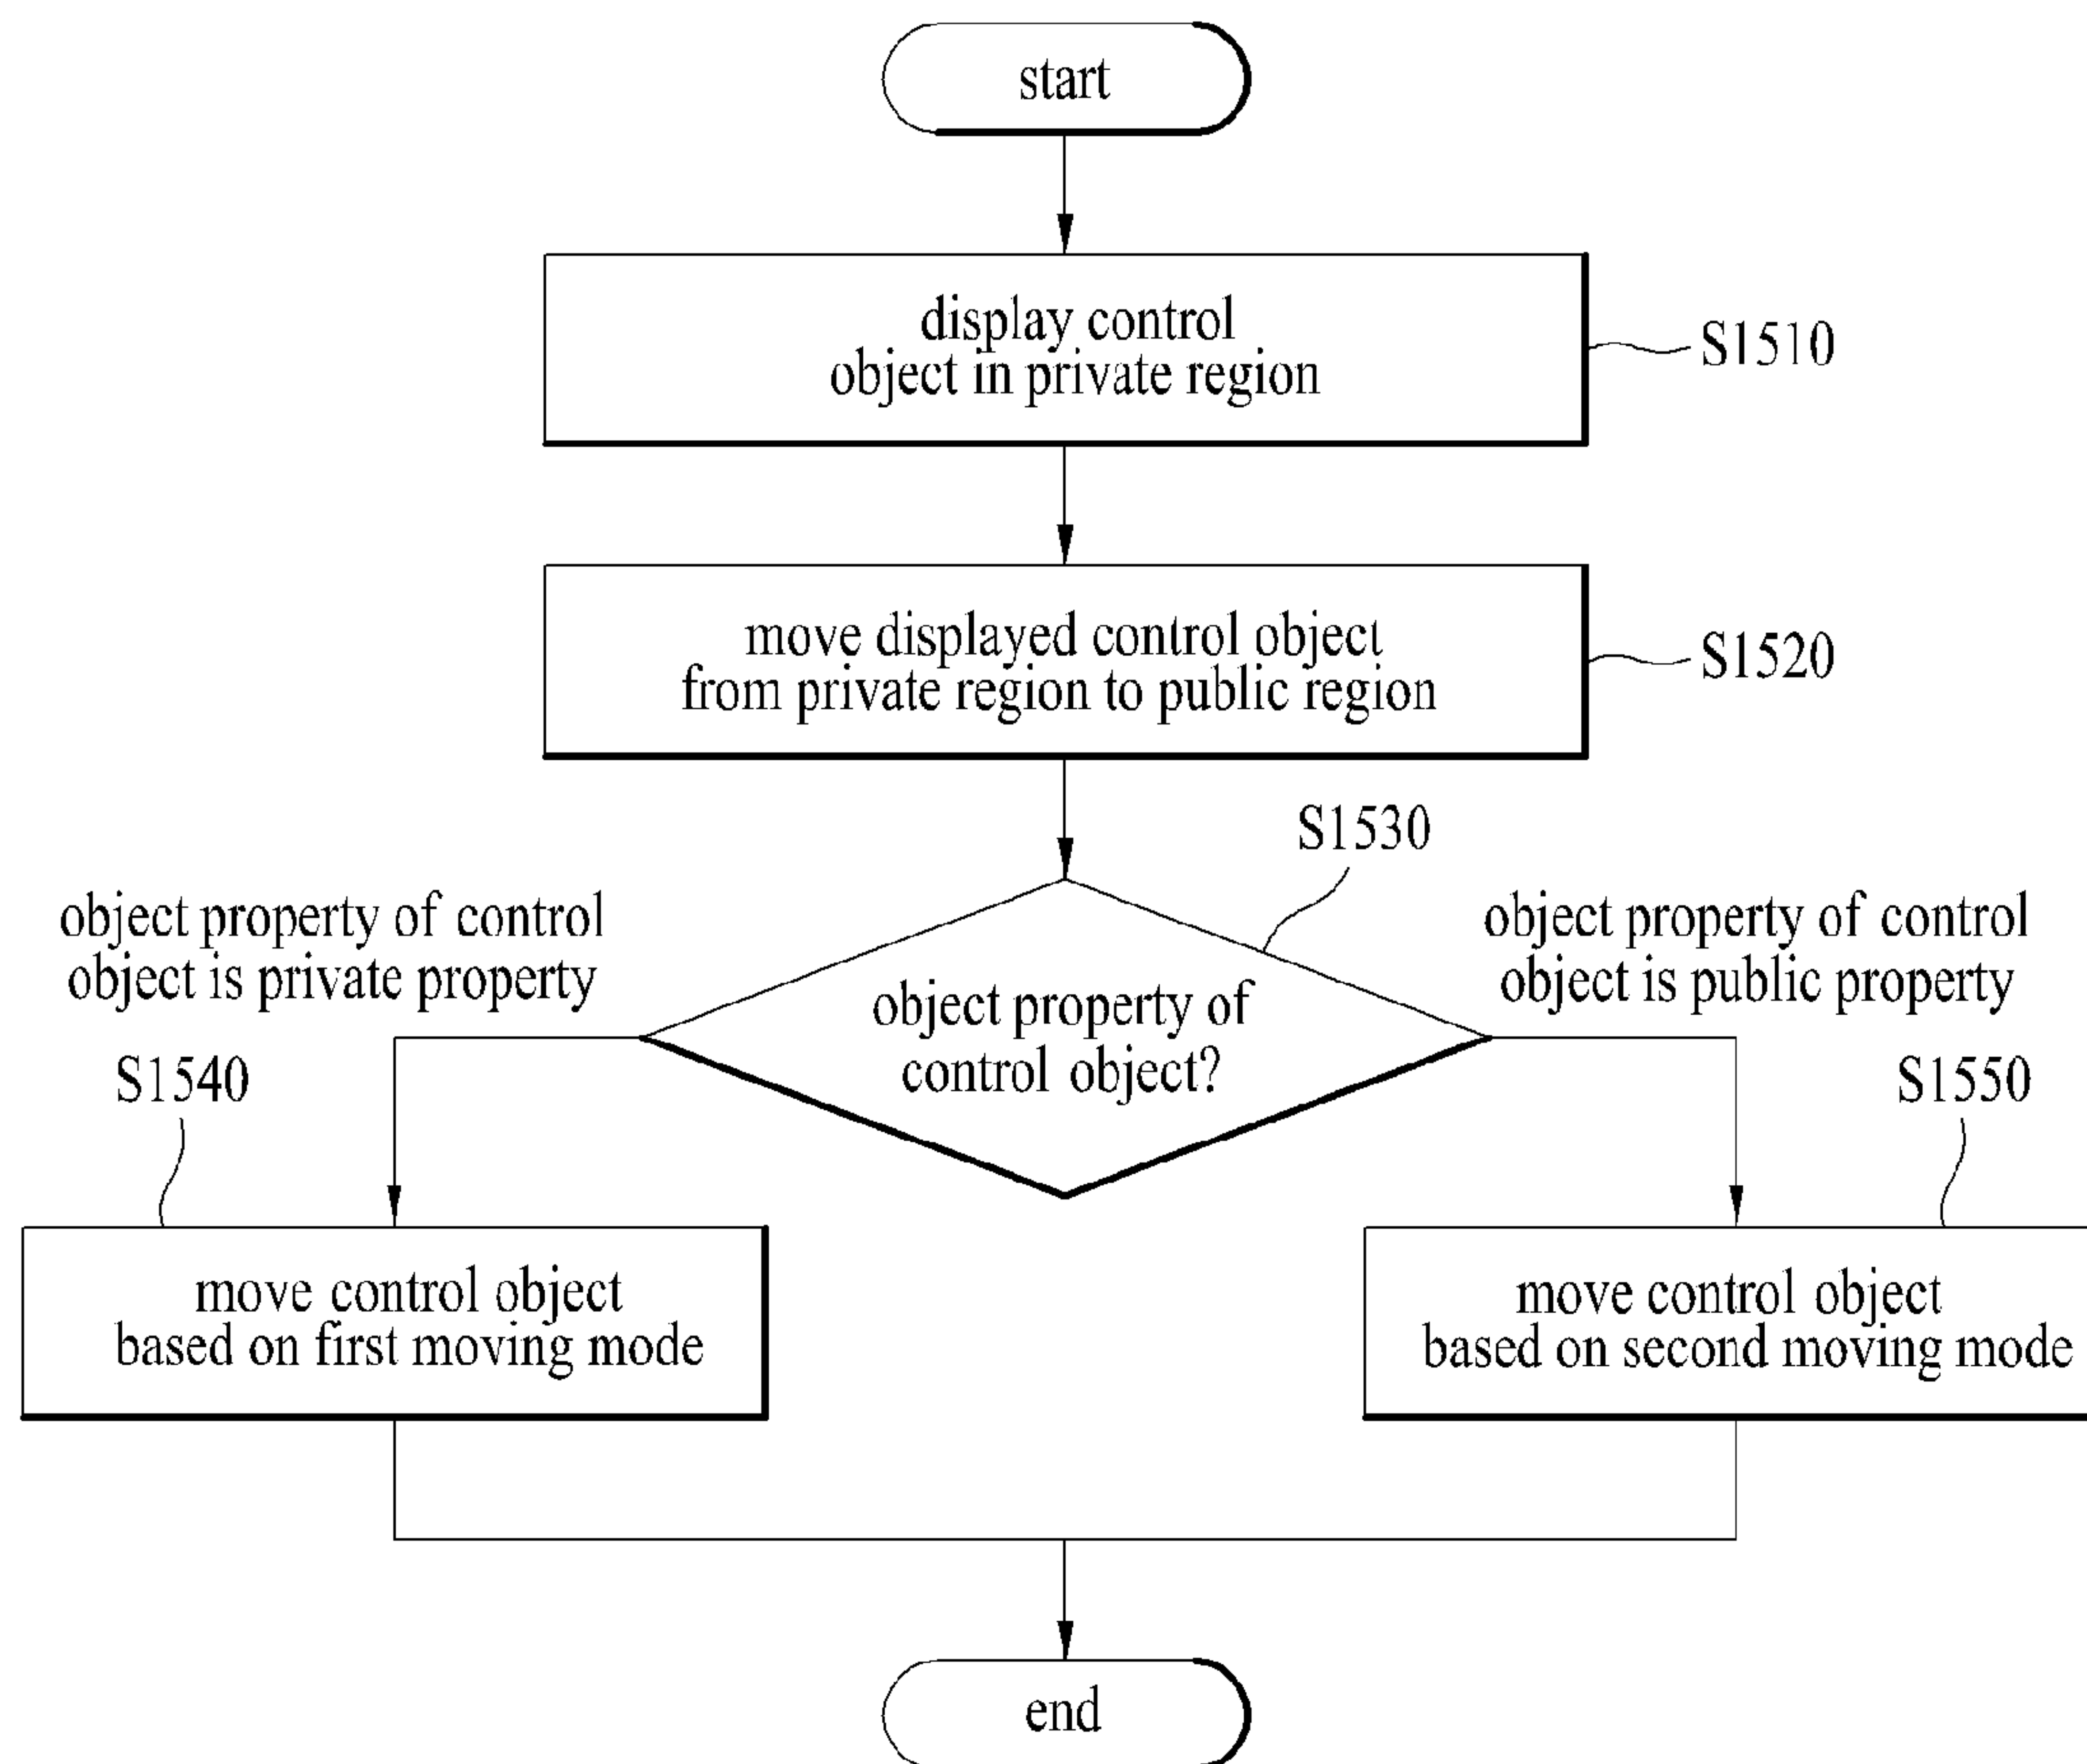 start
display control
object in private region
S1510
move displayed control object
from private region to public region
S1520
S1530
object property of control
object is private property
object property of control
object is public property
object property of
control object?
S1540
S1550
move control object
based on first moving mode
move control object
based on second moving mode
end